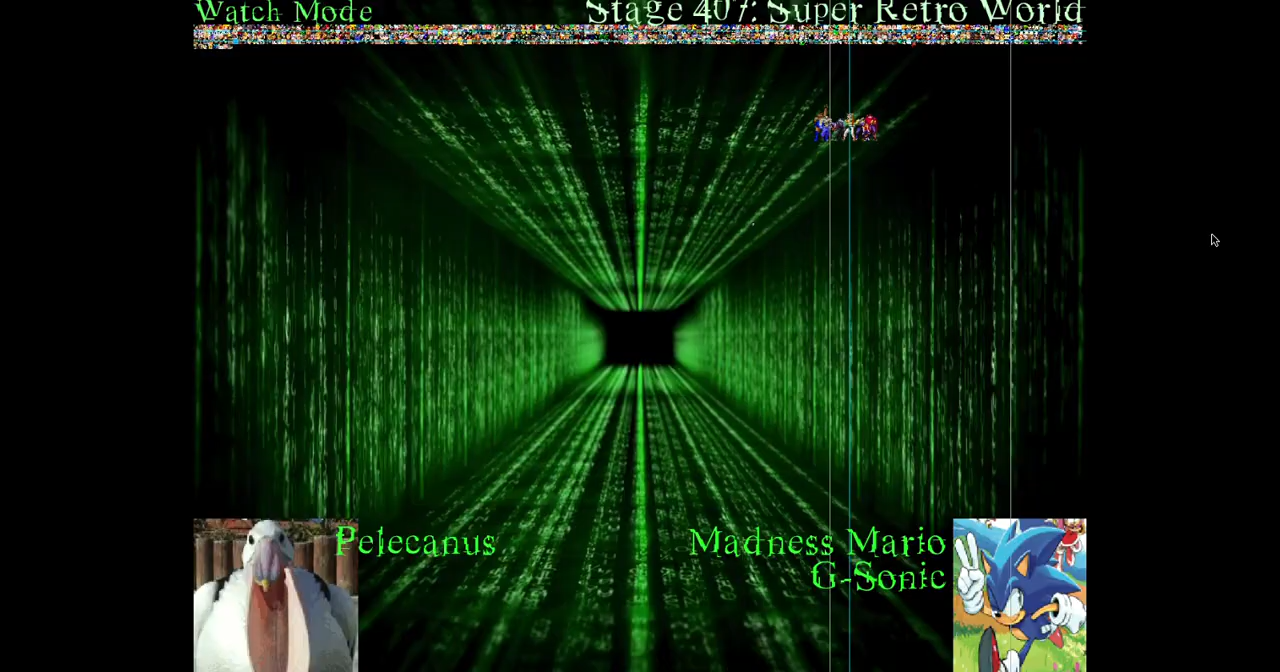 Watch Mode
Stage 407: Super Retro World
Pelecanus
Madness Mario
G-Sonic